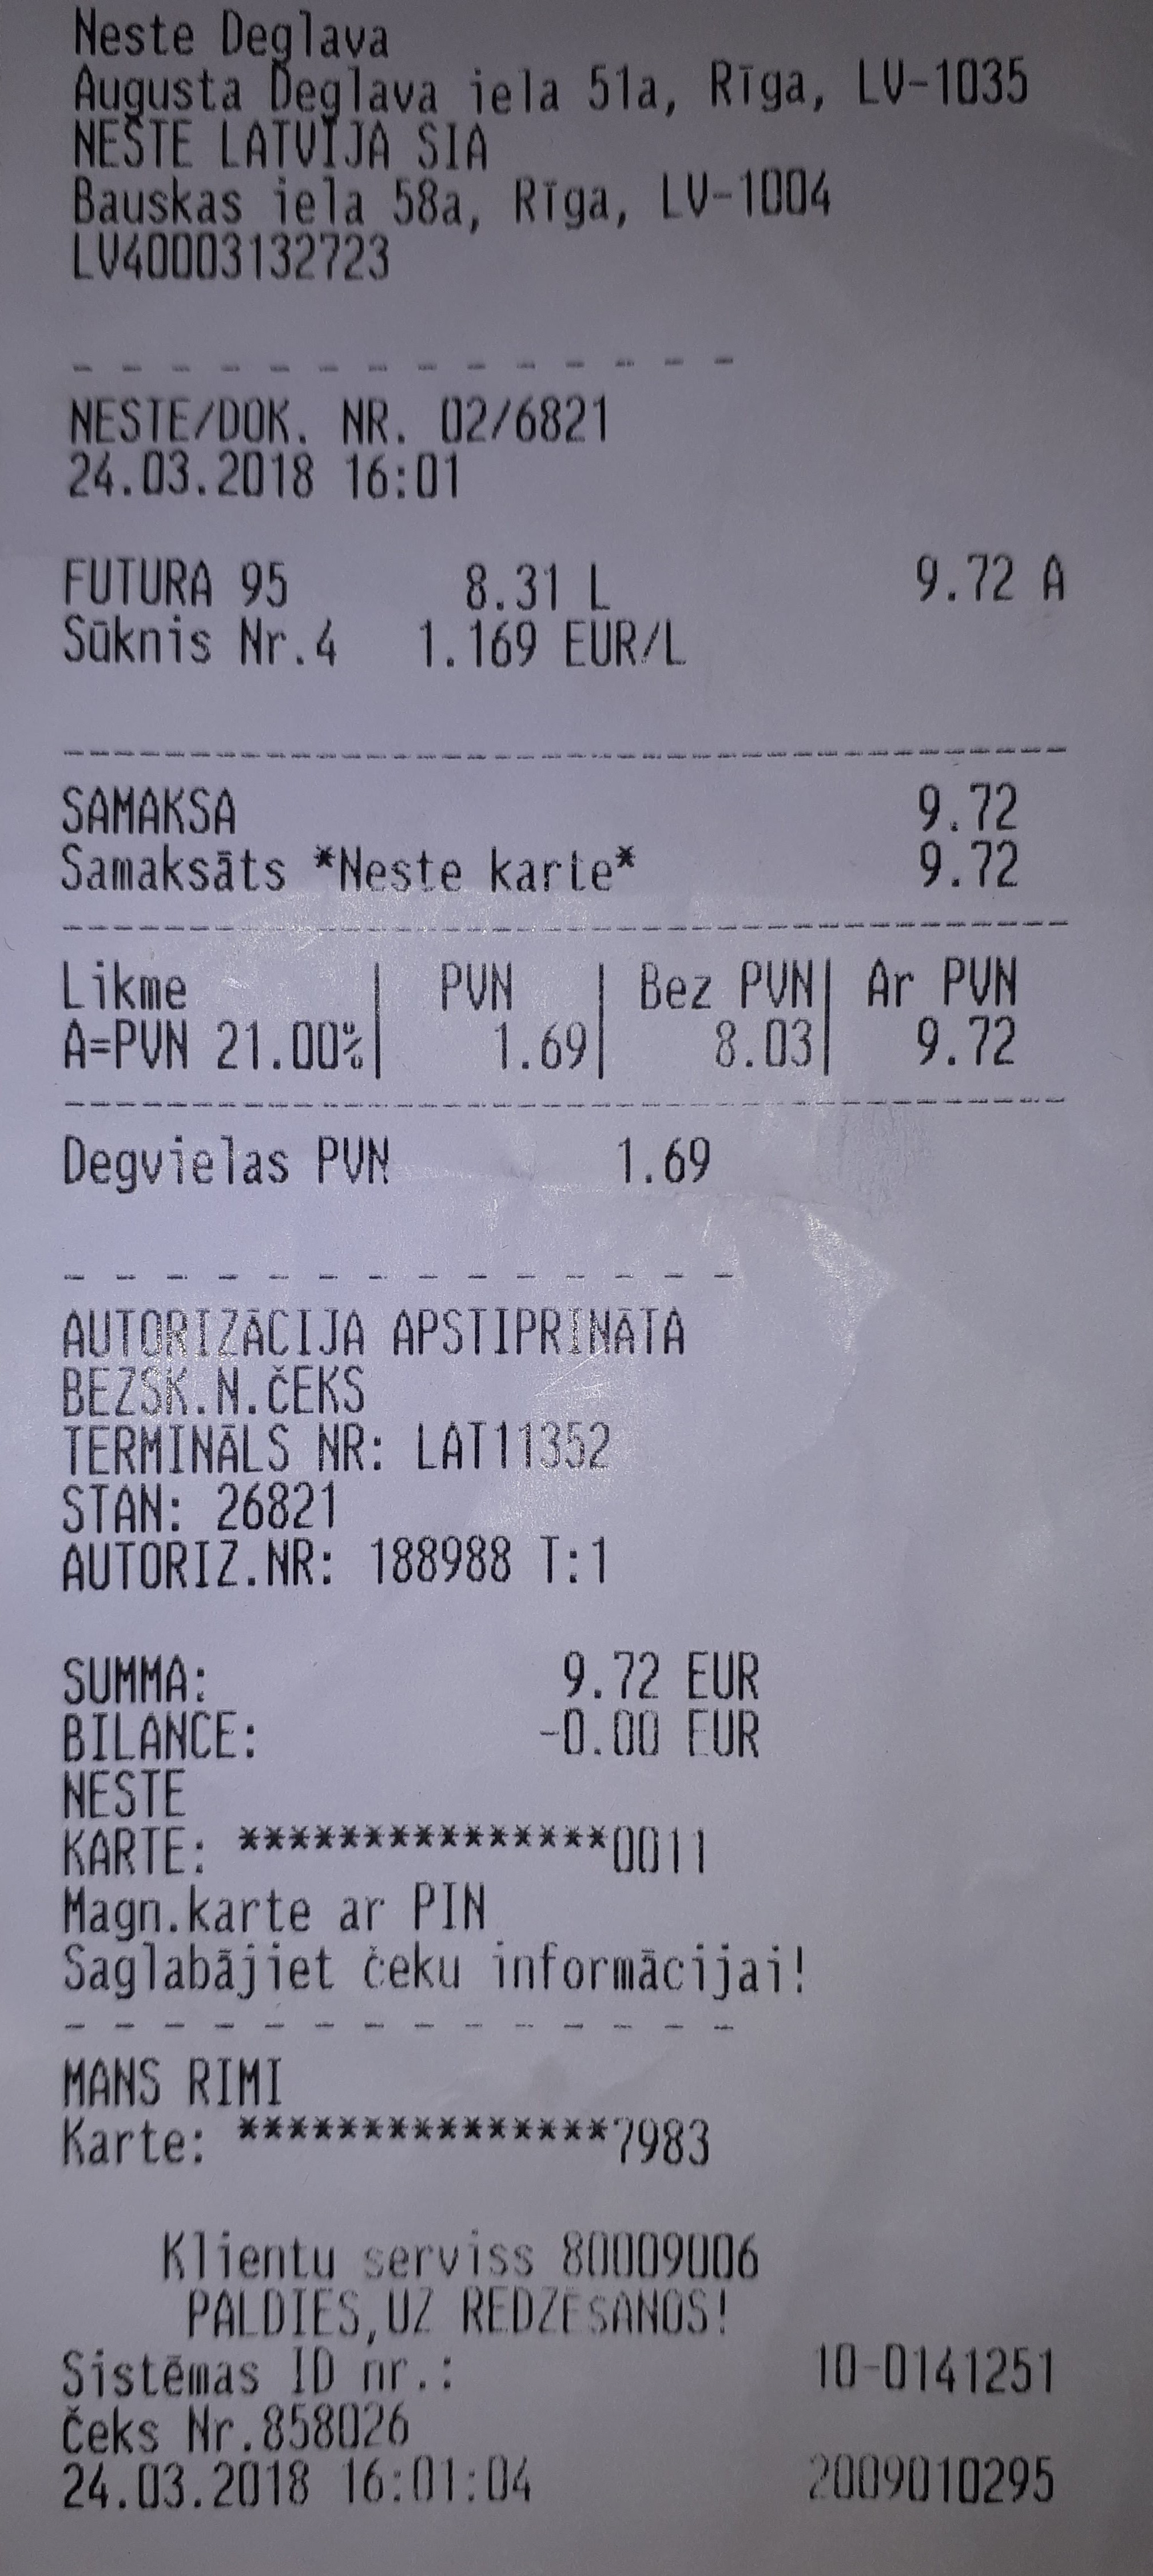 Neste Deglava
Augusta Deglava iela 51a, Rīga, LV-1035
NESTE LATVIJA SIA
Bauskas iela 58a, Rīga, LV-1004
LV40003132723
- - - - - - - - - - - - - -
NESTE/DOK. NR. 02/6821
24.03.2018 16:01
FUTURA 95 8.31 L 9.72 A
Sūknis Nr.4 1.169 EUR/L
-----------------------------------------
SAMAKSA 9.72
Samaksāts *Neste karte* 9.72
-----------------------------------------
Likme | PVN | Bez PVN| Ar PVN
A=PVN 21.00%| 1.69| 8.03| 9.72
-----------------------------------------
Degvielas PVN 1.69
- - - - - - - - - - - - - -
AUTORIZĀCIJA APSTIPRINĀTA
BEZSK.N.ČEKS
TERMINĀLS NR: LAT11352
STAN: 26821
AUTORIZ.NR: 188988 T:1
SUMMA: 9.72 EUR
BILANCE: -0.00 EUR
NESTE
KARTE: ***************0011
Magn.karte ar PIN
Saglabājiet čeku informācijai!
- - - - - - - - - - - - - -
MANS RIMI
Karte: ***************7983
Klientu serviss 80009006
PALDIES,UZ REDZĒŠANOS!
Sistēmas ID nr.: 10-0141251
Čeks Nr.858026
24.03.2018 16:01:04 2009010295